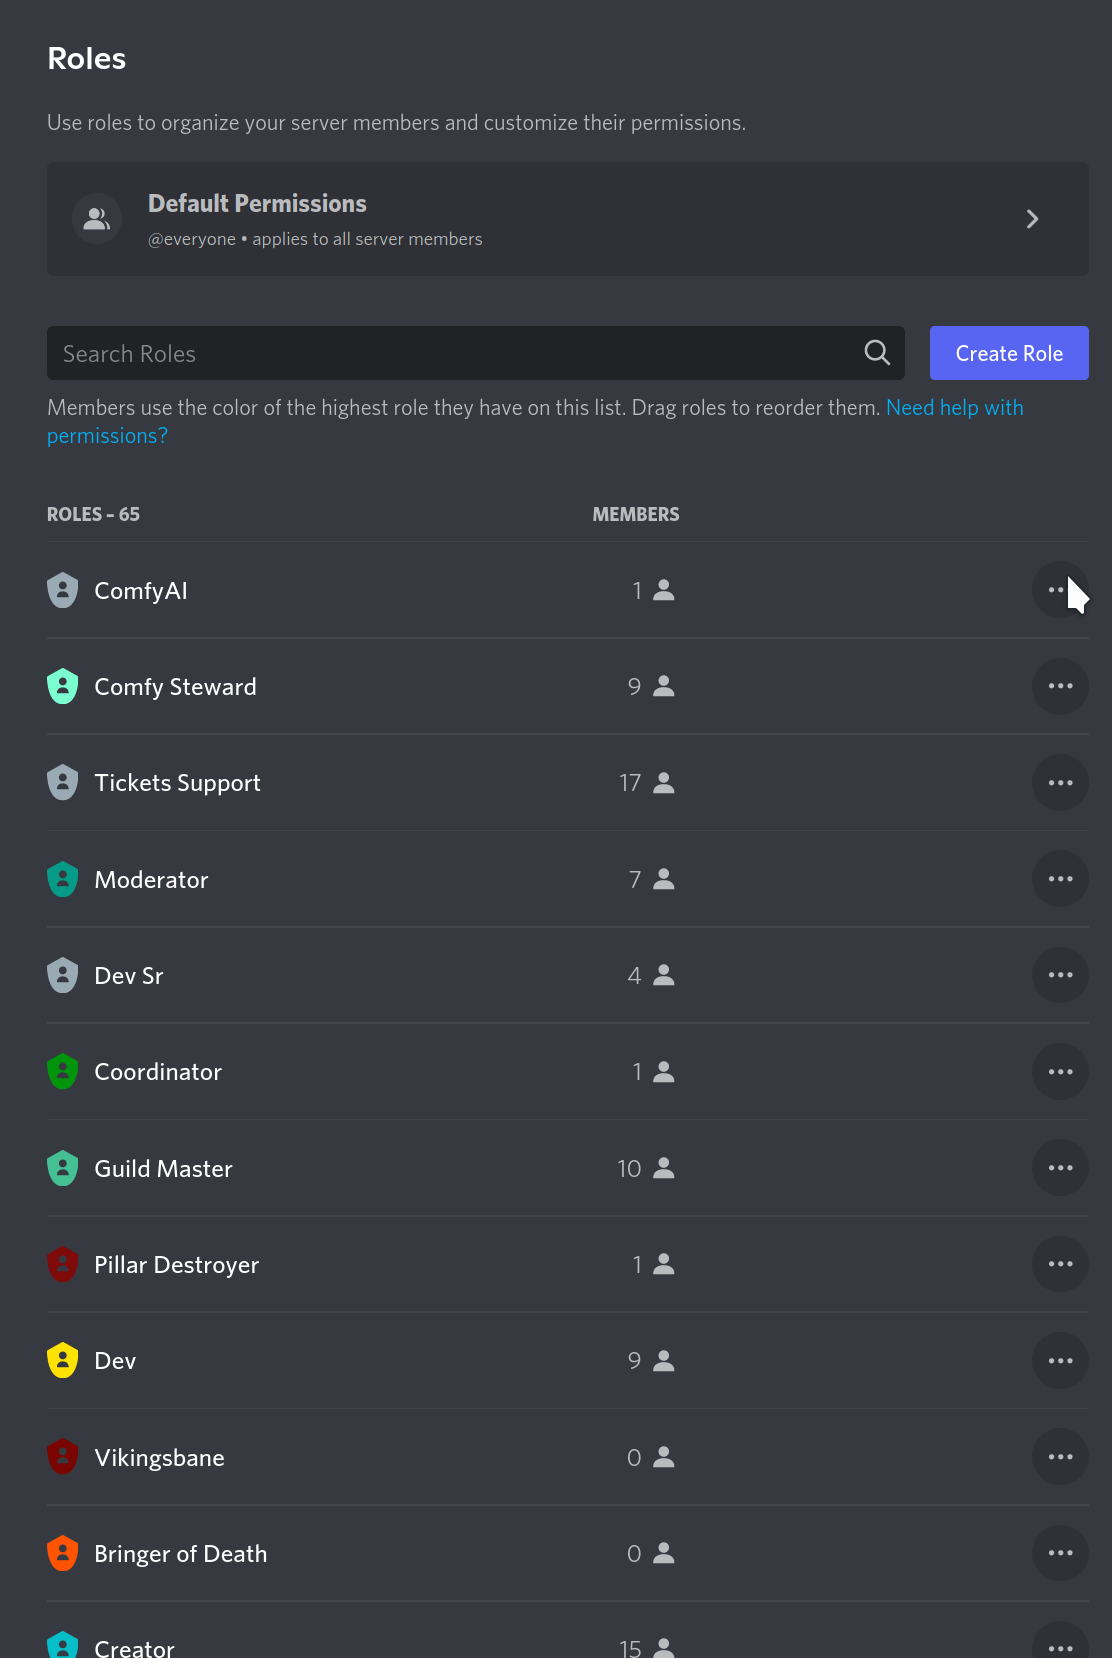 Roles
Use roles to organize your server members and customize their permissions.
Default Permissions
@everyone • applies to all server members
Search Roles
Create Role
Members use the color of the highest role they have on this list. Drag roles to reorder them. Need help with
permissions?
ROLES – 65 MEMBERS
ComfyAI 1
Comfy Steward 9
Tickets Support 17
Moderator 7
Dev Sr 4
Coordinator 1
Guild Master 10
Pillar Destroyer 1
Dev 9
Vikingsbane 0
Bringer of Death 0
Creator 15